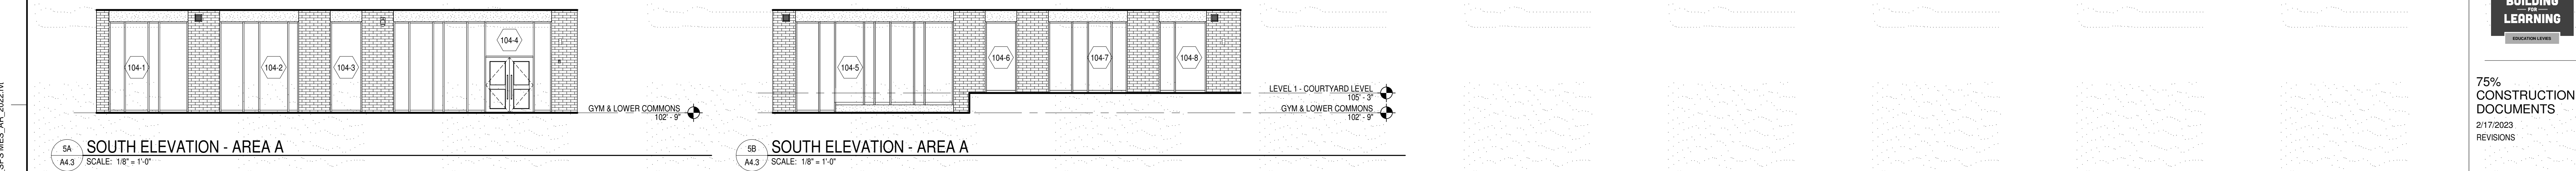 104-1
104-2
104-3
104-4
GYM & LOWER COMMONS
102' - 9"
5A
A4.3
SOUTH ELEVATION - AREA A
SCALE: 1/8" = 1'-0"
104-5
104-6
104-7
104-8
LEVEL 1 - COURTYARD LEVEL
105' - 3"
GYM & LOWER COMMONS
102' - 9"
5B
A4.3
SOUTH ELEVATION - AREA A
SCALE: 1/8" = 1'-0"
BUILDING
FOR
LEARNING
EDUCATION LEVIES
75%
CONSTRUCTION
DOCUMENTS
2/17/2023
REVISIONS